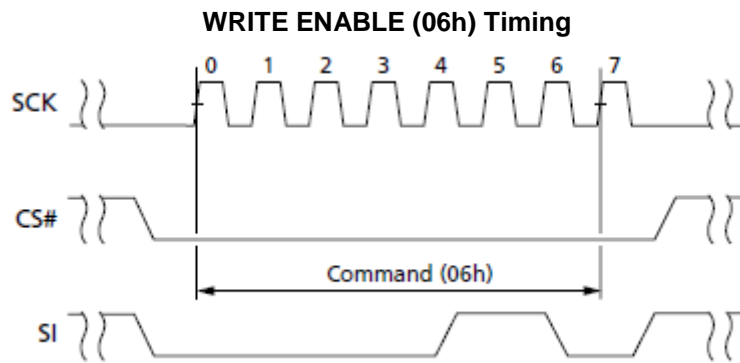 WRITE ENABLE (06h) Timing
0 1 2 3 4 5 6 7
SCK
CS#
Command (06h)
SI